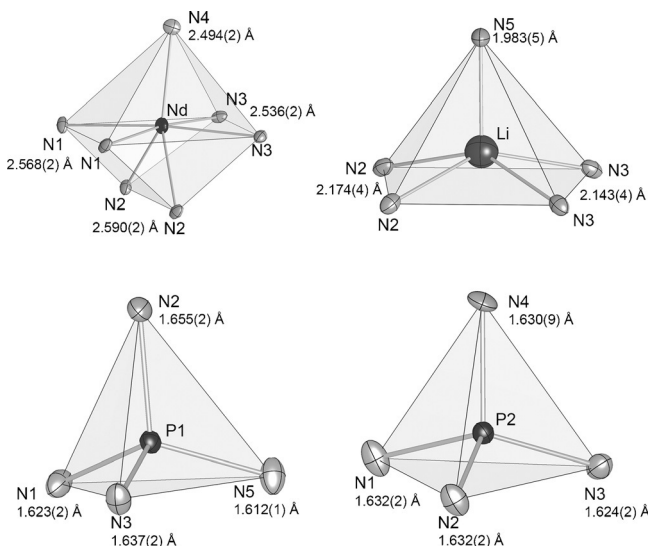 N4
2.494(2) Å
Nd
N3
2.536(2) Å
N1
2.568(2) Å
N1
N3
N2
2.590(2) Å
N2
N5
1.983(5) Å
Li
N2
2.174(4) Å
N3
2.143(4) Å
N2
N3
N2
1.655(2) Å
P1
N1
1.623(2) Å
N3
1.637(2) Å
N5
1.612(1) Å
N4
1.630(9) Å
P2
N1
1.632(2) Å
N2
1.632(2) Å
N3
1.624(2) Å